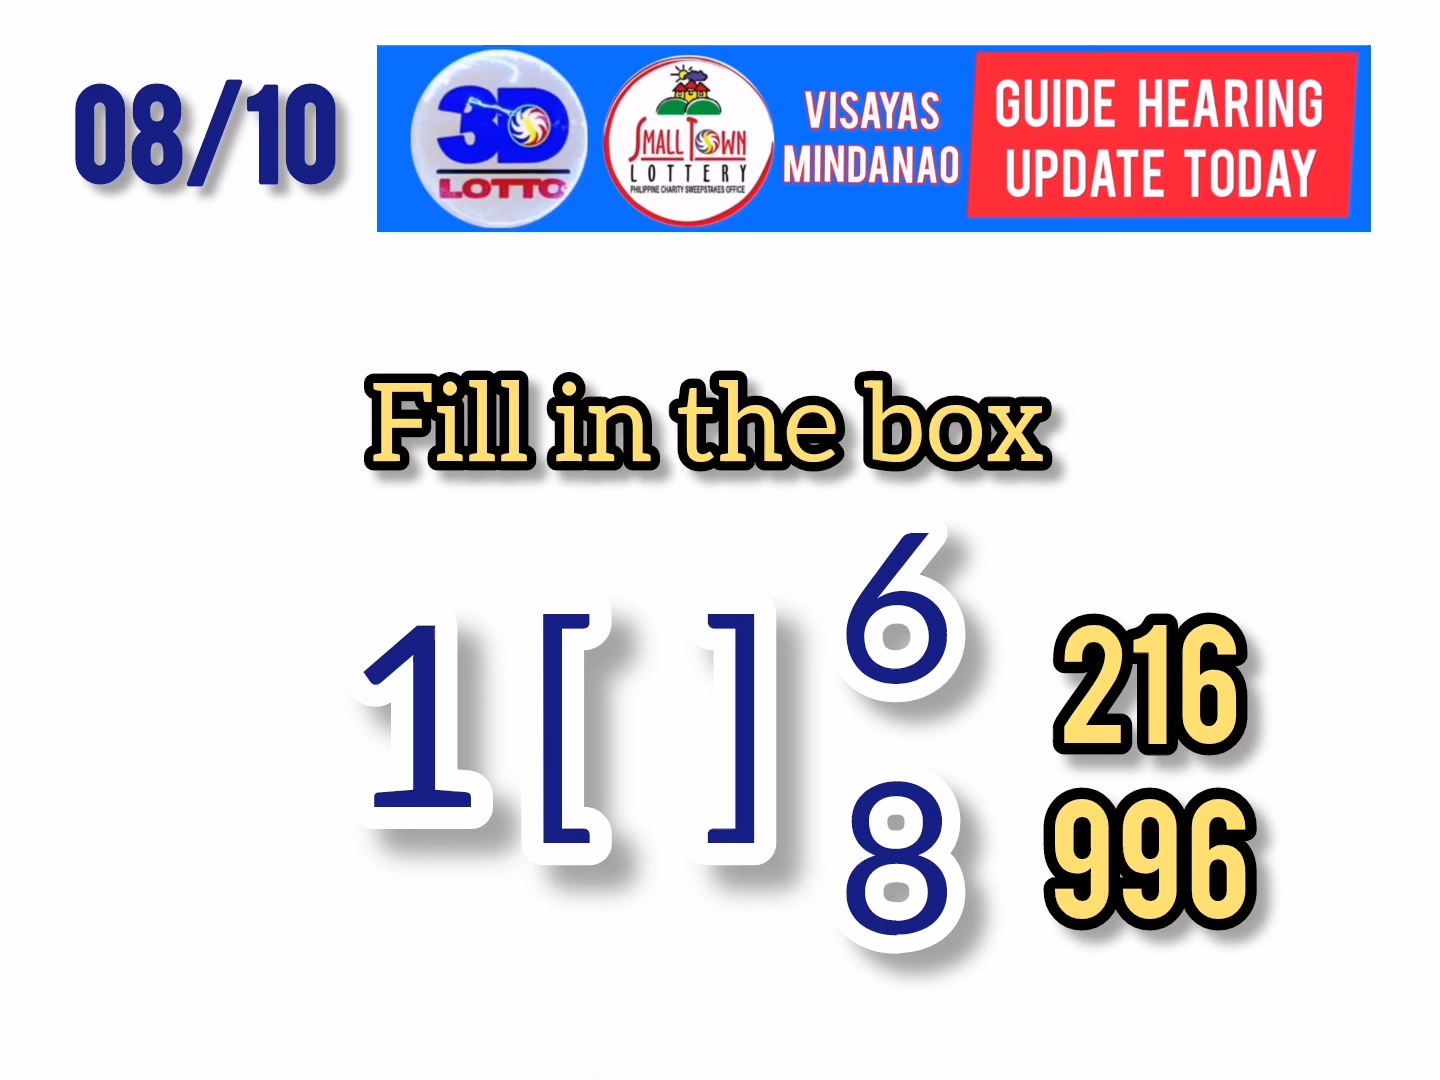 08/10
3D
LOTTO
SMALL TOWN
LOTTERY
PHILIPPINE CHARITY SWEEPSTAKES OFFICE
VISAYAS
MINDANAO
GUIDE HEARING
UPDATE TODAY
Fill in the box
6
1 [ ]
8
216
996